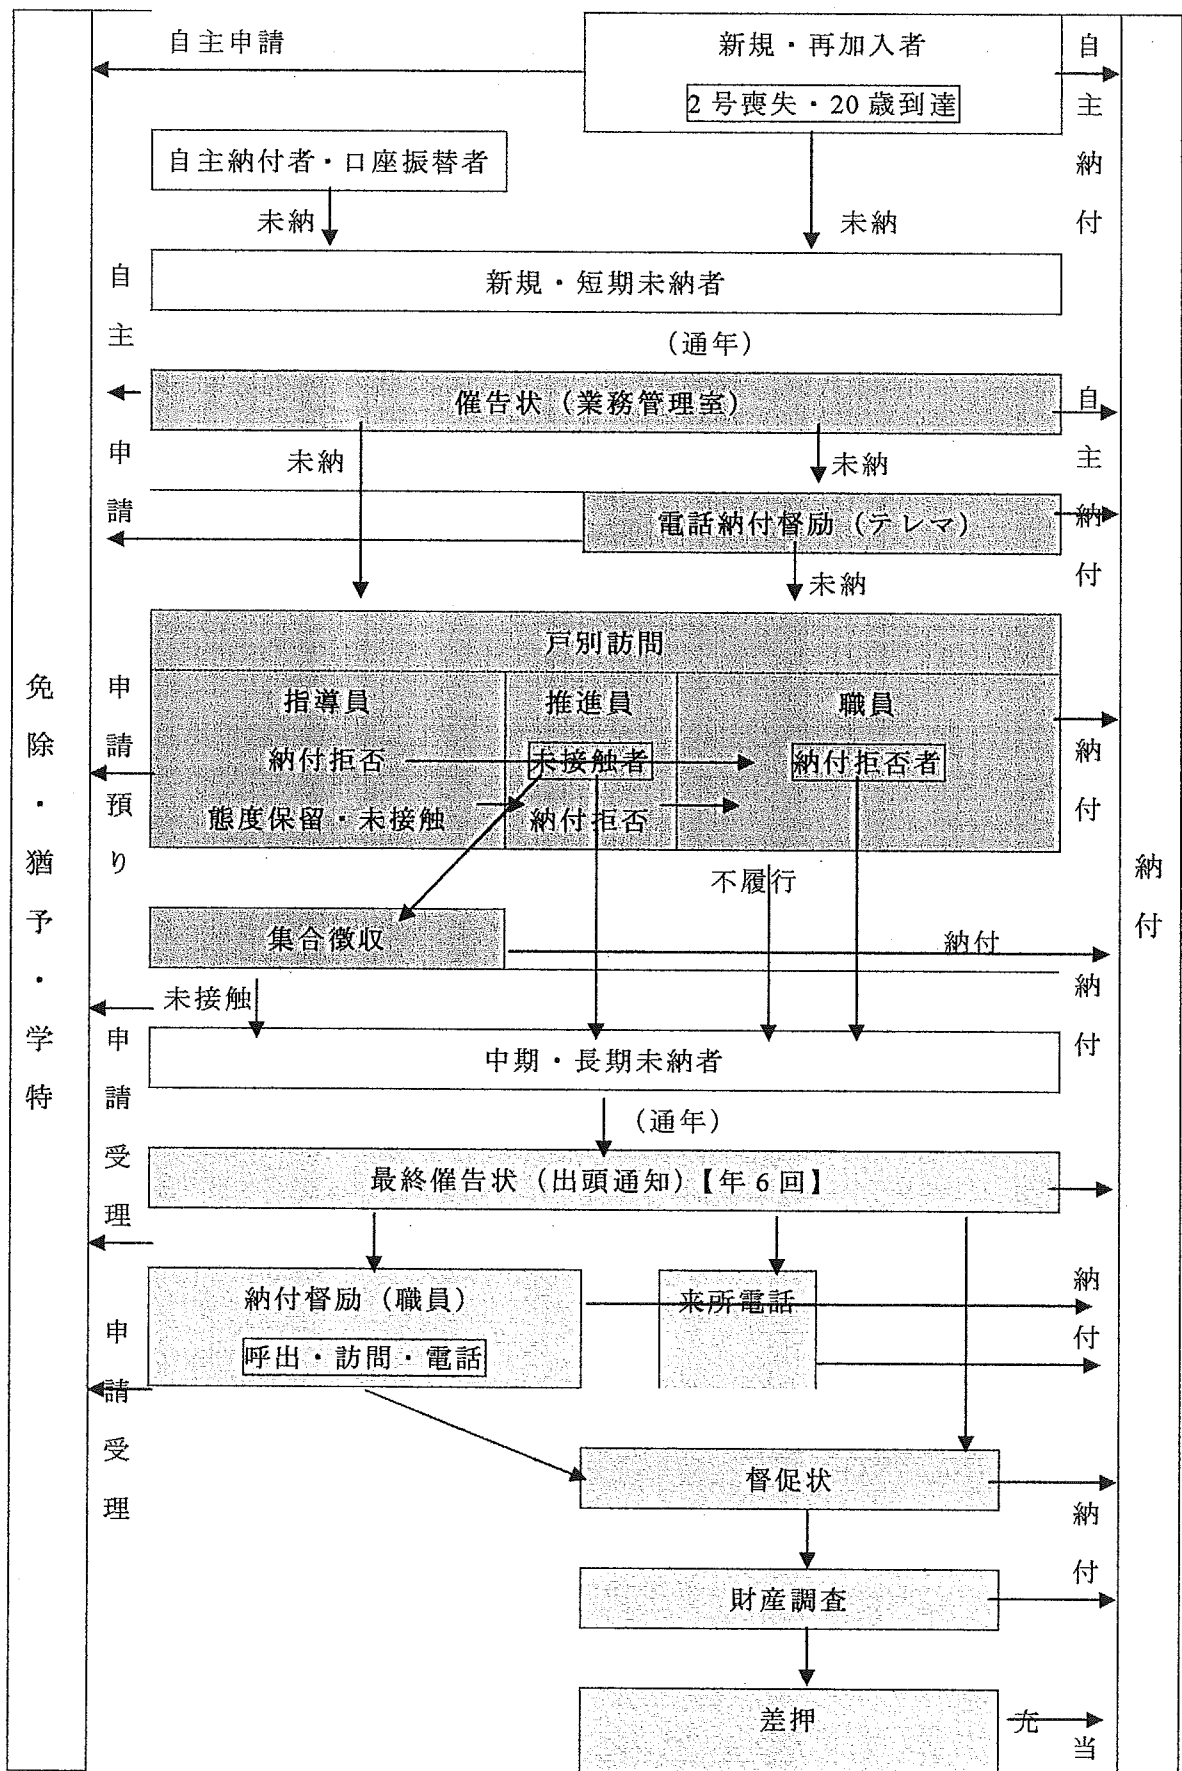 自主申請
新規・再加入者
2号喪失・20歳到達
自主納付
自主納付者・口座振替者
未納
未納
新規・短期未納者
(通年)
自主申請
催告状(業務管理室)
自主納付
未納
未納
電話納付督励(テレマ)
未納
戸別訪問
指導員
推進員
職員
納付拒否
未接触者
納付拒否者
態度保留・未接触
納付拒否
申請預り
納付
免除・猶予・学特
納付
不履行
集合徴収
納付
未接触
納付
中期・長期未納者
申請受理
(通年)
最終催告状(出頭通知)【年6回】
納付督励(職員)
呼出・訪問・電話
来所電話
納付
申請受理
督促状
納付
財産調査
差押
充当